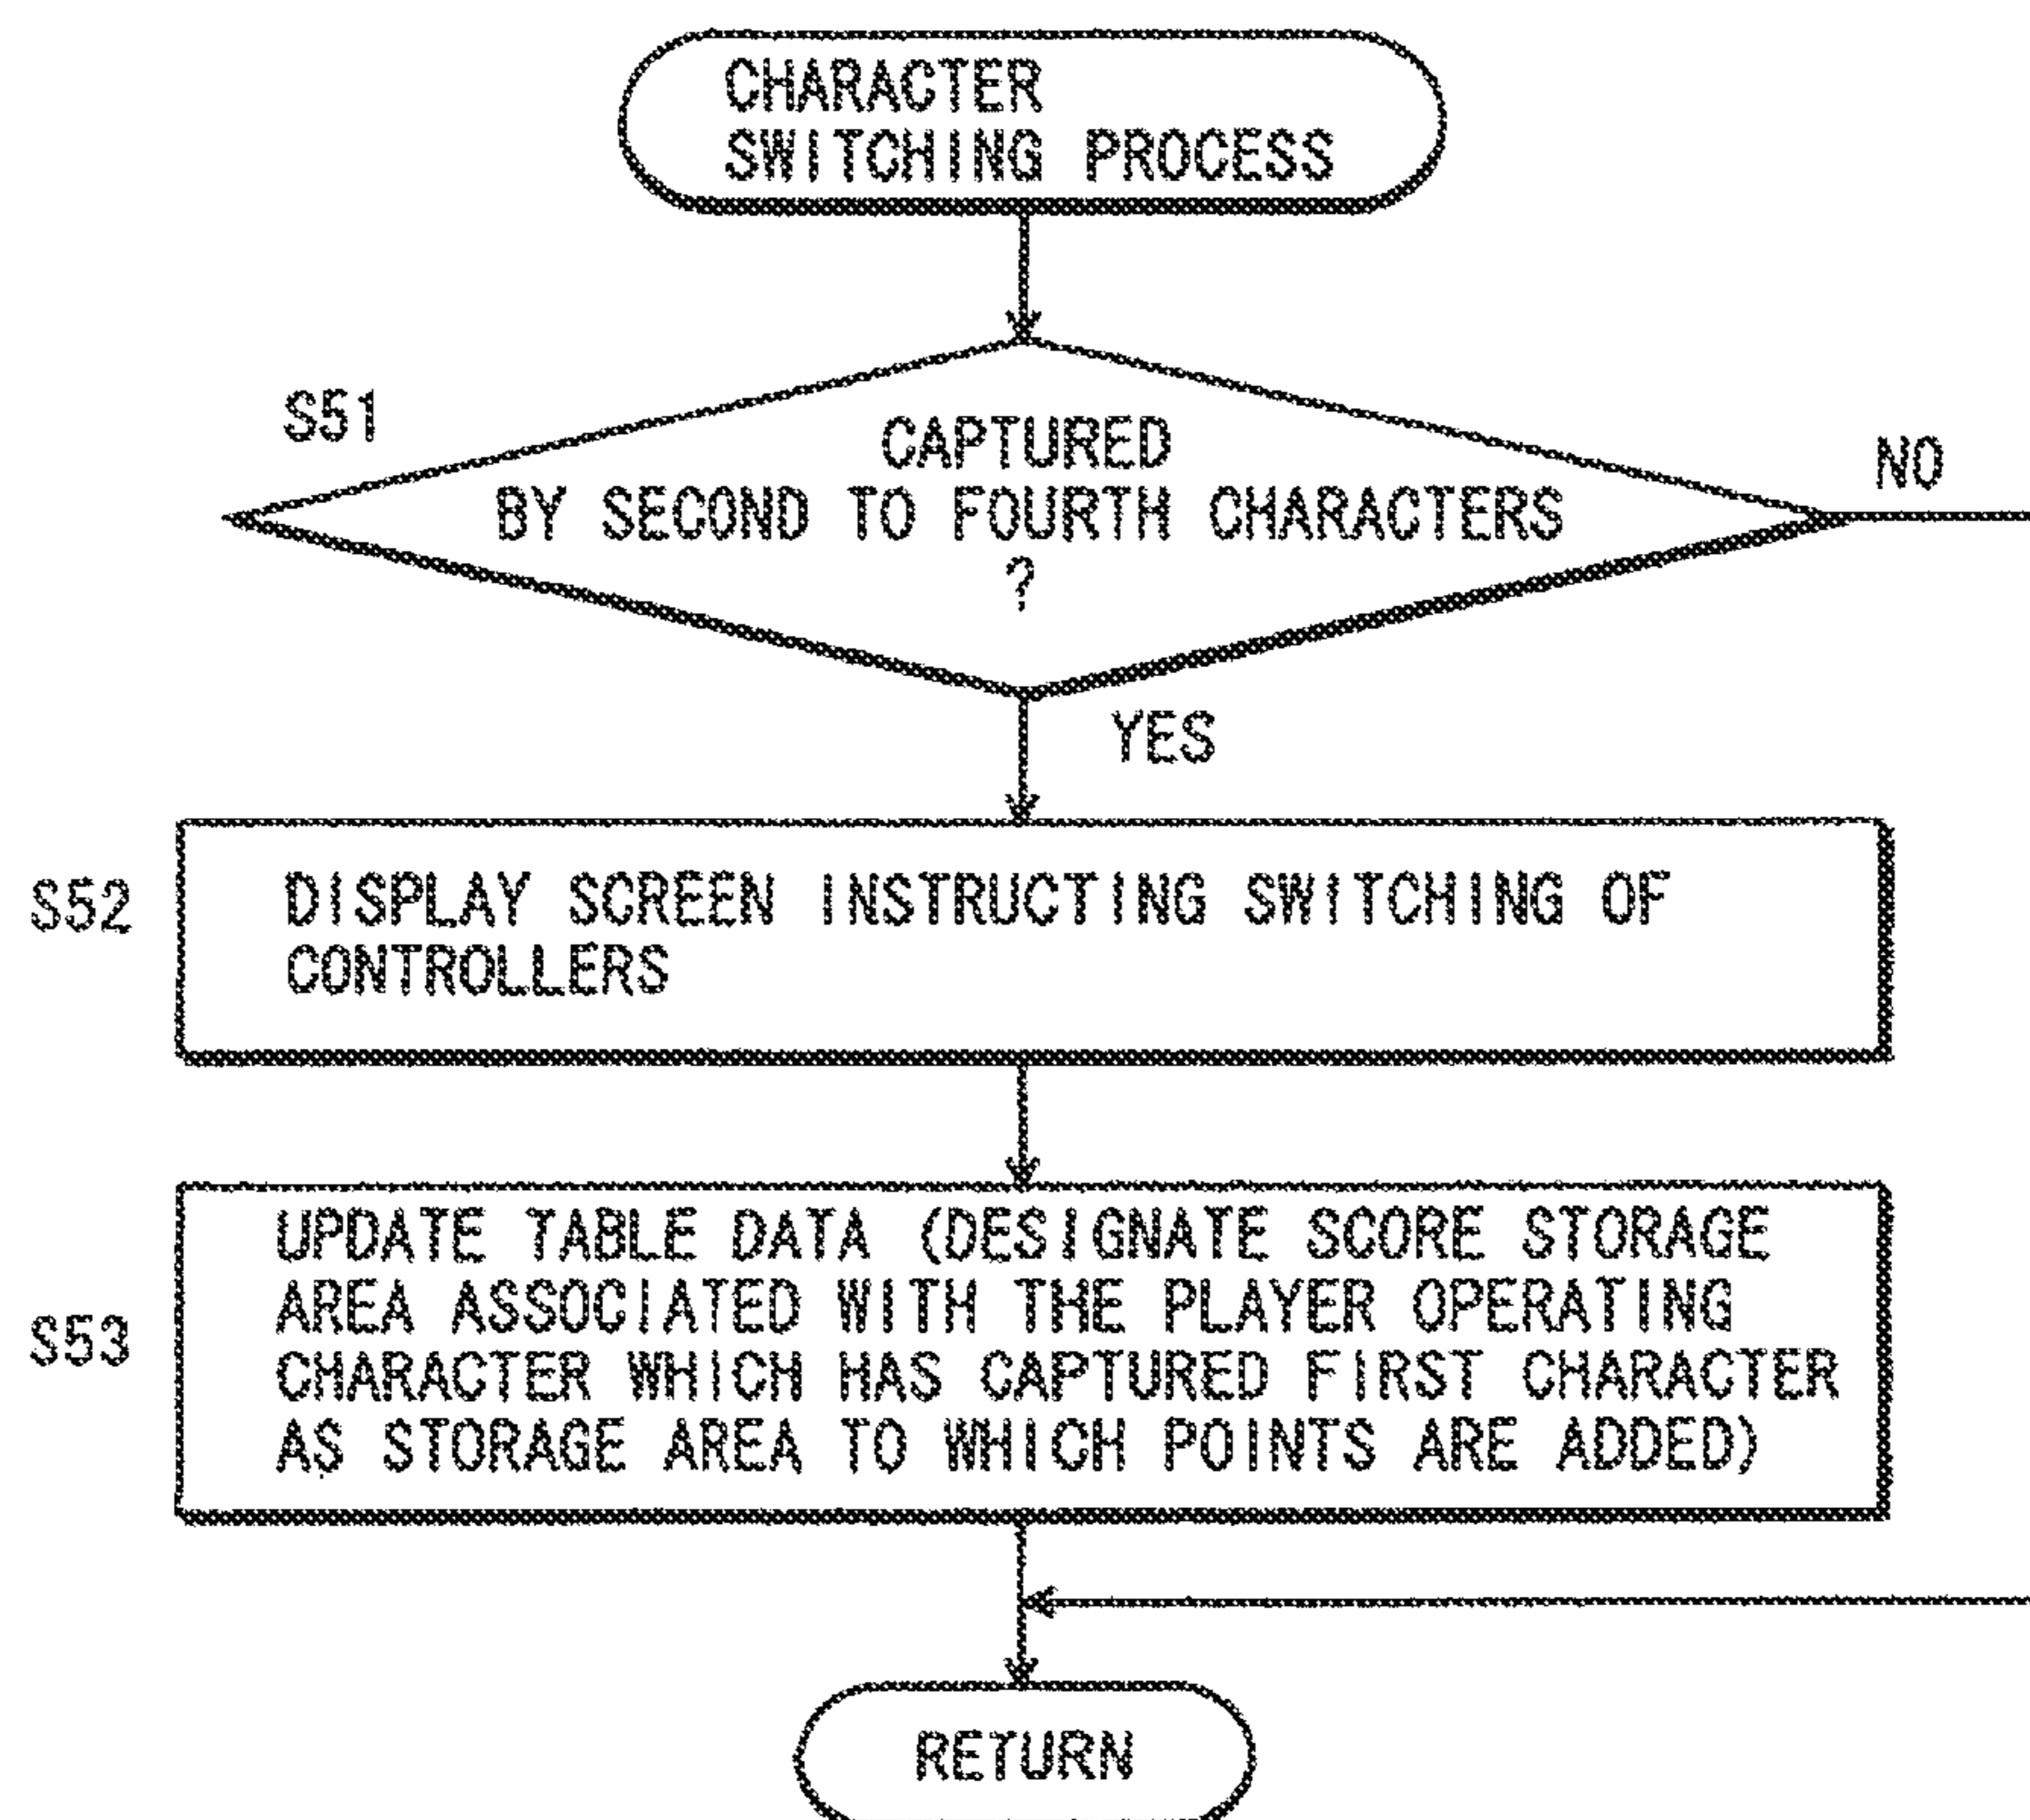 CHARACTER
SWITCHING PROCESS
S51
CAPTURED
BY SECOND TO FOURTH CHARACTERS
?
NO
YES
S52
DISPLAY SCREEN INSTRUCTING SWITCHING OF
CONTROLLERS
S53
UPDATE TABLE DATA (DESIGNATE SCORE STORAGE
AREA ASSOCIATED WITH THE PLAYER OPERATING
CHARACTER WHICH HAS CAPTURED FIRST CHARACTER
AS STORAGE AREA TO WHICH POINTS ARE ADDED)
RETURN